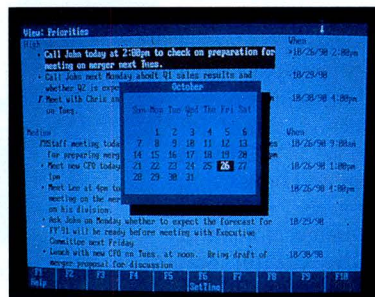 View: Priorities
High When
Call John today at 2:00pm to check on preparation for 10/26/90 2:00pm
meeting on merger next Tues.
Call John next Monday about Q1 sales results and 10/29/90
whether Q2 is
Meet with Chris 10/30/90 4:00pm
on Tues.
October
Sun Mon Tue Wed Thu Fri Sat
1 2 3 4 5 6
7 8 9 10 11 12 13
14 15 16 17 18 19 20
21 22 23 24 25 26 27
28 29 30 31
Medium When
Staff meeting 10/26/90 9:00am
for preparing
Meet new CFO today 10/26/90 1:00pm
1pm
Meet Lee at 4pm 10/26/90 4:00pm
meeting on the
on his division.
Ask John on Monday whether to expect the forecast for 10/29/90
FY'91 will be ready before meeting with Executive
Committee next Friday
Lunch with new CFO on Tues. at noon. Bring draft of 10/30/90
merger proposal for discussion
F1 F2 F3 F4 F5 F6 F7 F8 F9 F10
Help SetTime